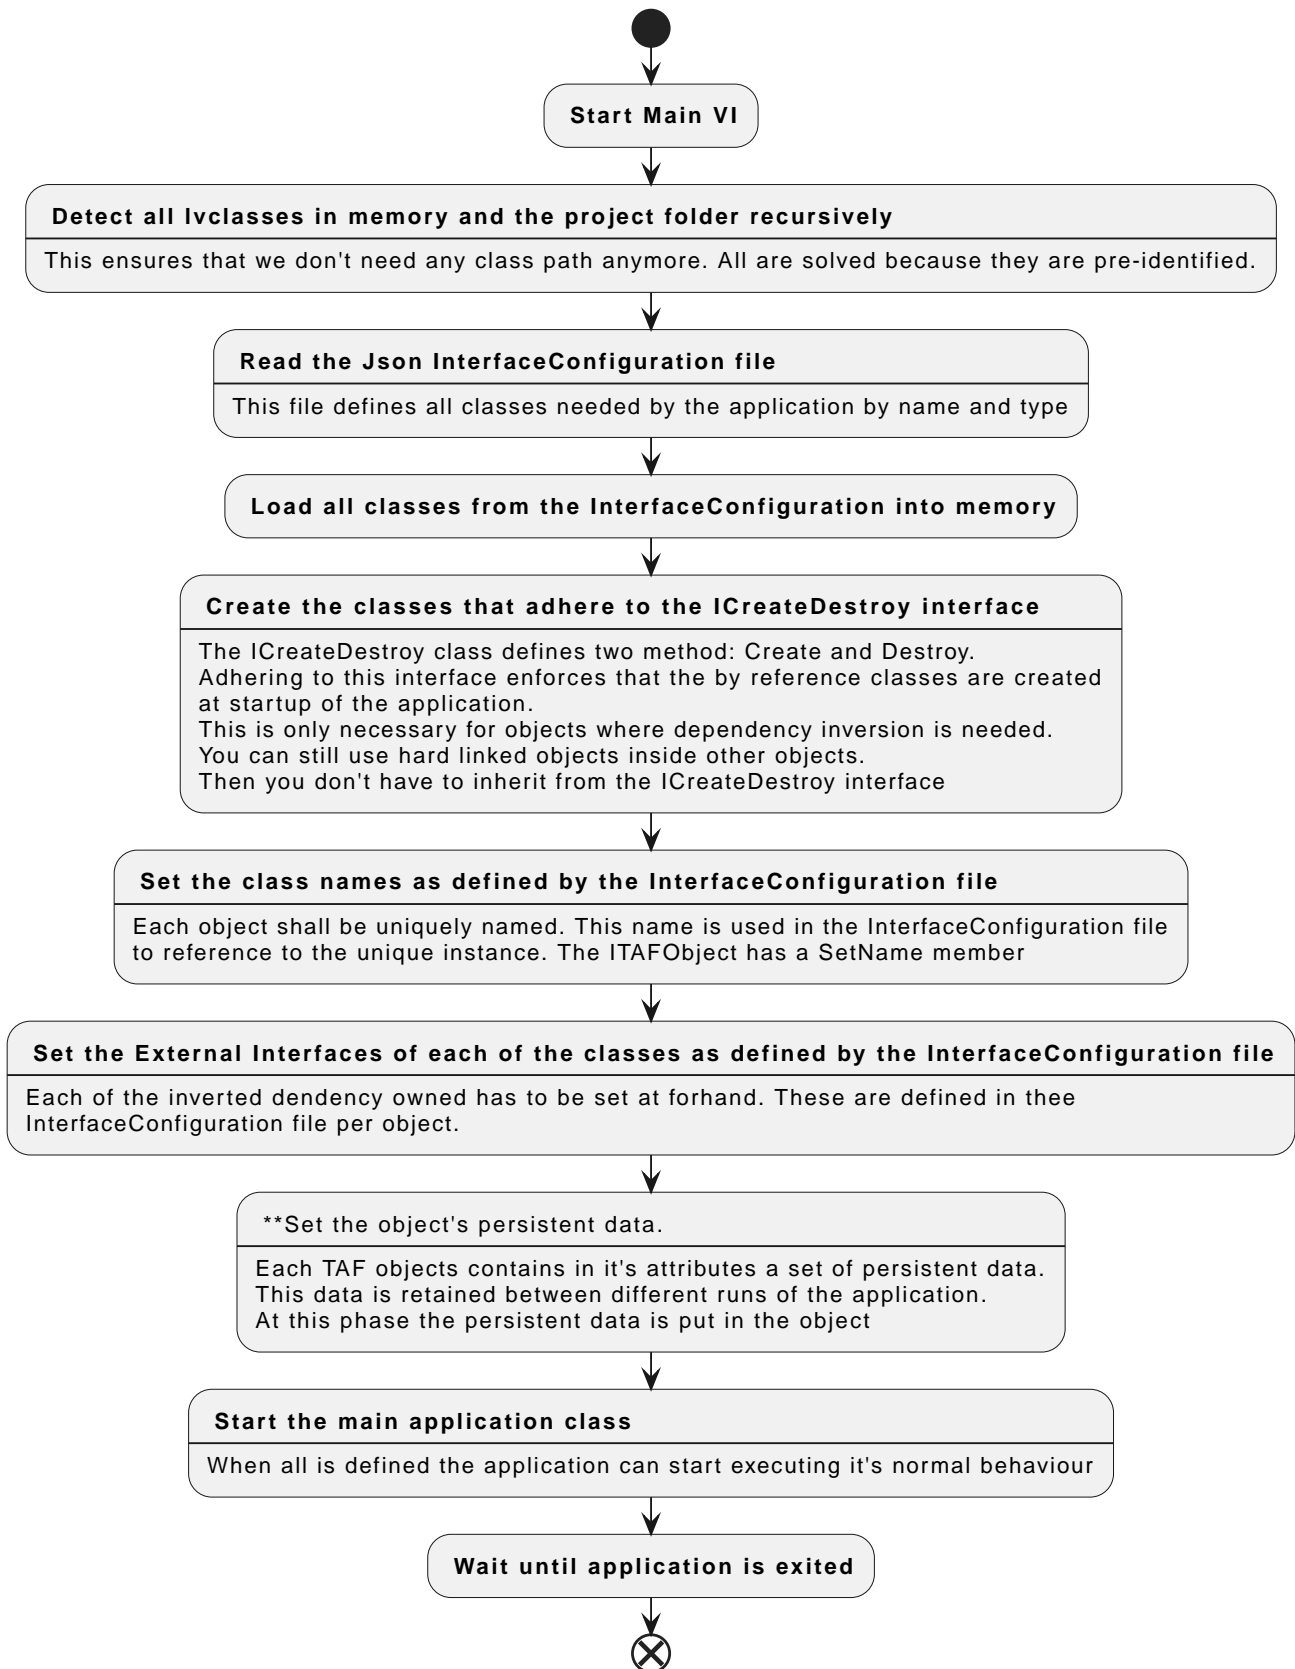 Start Main VI
Detect all lvclasses in memory and the project folder recursively
This ensures that we don't need any class path anymore. All are solved because they are pre-identified.
Read the Json InterfaceConfiguration file
This file defines all classes needed by the application by name and type
Load all classes from the InterfaceConfiguration into memory
Create the classes that adhere to the ICreateDestroy interface
The ICreateDestroy class defines two method: Create and Destroy.
Adhering to this interface enforces that the by reference classes are created
at startup of the application.
This is only necessary for objects where dependency inversion is needed.
You can still use hard linked objects inside other objects.
Then you don't have to inherit from the ICreateDestroy interface
Set the class names as defined by the InterfaceConfiguration file
Each object shall be uniquely named. This name is used in the InterfaceConfiguration file
to reference to the unique instance. The ITAFObject has a SetName member
Set the External Interfaces of each of the classes as defined by the InterfaceConfiguration file
Each of the inverted dendency owned has to be set at forhand. These are defined in thee
InterfaceConfiguration file per object.
**Set the object's persistent data.
Each TAF objects contains in it's attributes a set of persistent data.
This data is retained between different runs of the application.
At this phase the persistent data is put in the object
Start the main application class
When all is defined the application can start executing it's normal behaviour
Wait until application is exited